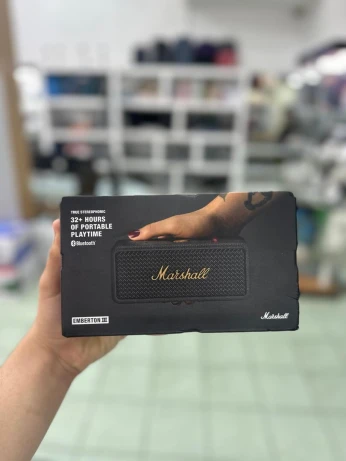 TRUE STEREOPHONIC
32+ HOURS
OF PORTABLE
PLAYTIME
Bluetooth
Marshall
EMBERTON III
Marshall